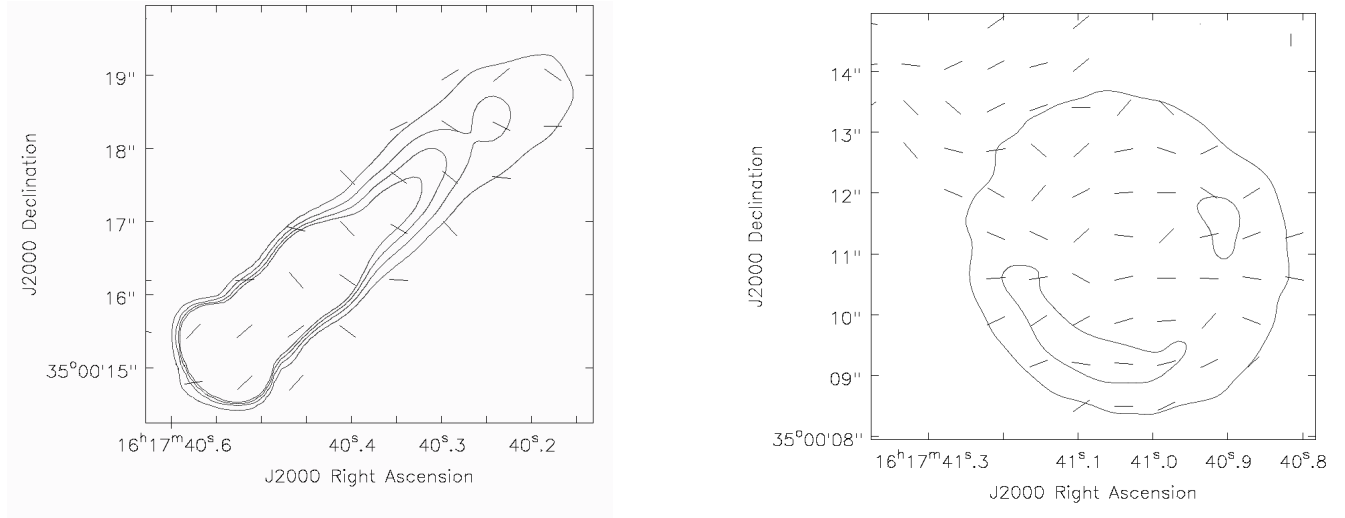 19"
18"
17"
16"
35°00'15"
J2000 Declination
16ʰ17ᵐ40ˢ.6 40ˢ.4 40ˢ.3 40ˢ.2
J2000 Right Ascension
14"
13"
12"
11"
10"
09"
35°00'08"
J2000 Declination
16ʰ17ᵐ41ˢ.3 41ˢ.1 41ˢ.0 40ˢ.9 40ˢ.8
J2000 Right Ascension